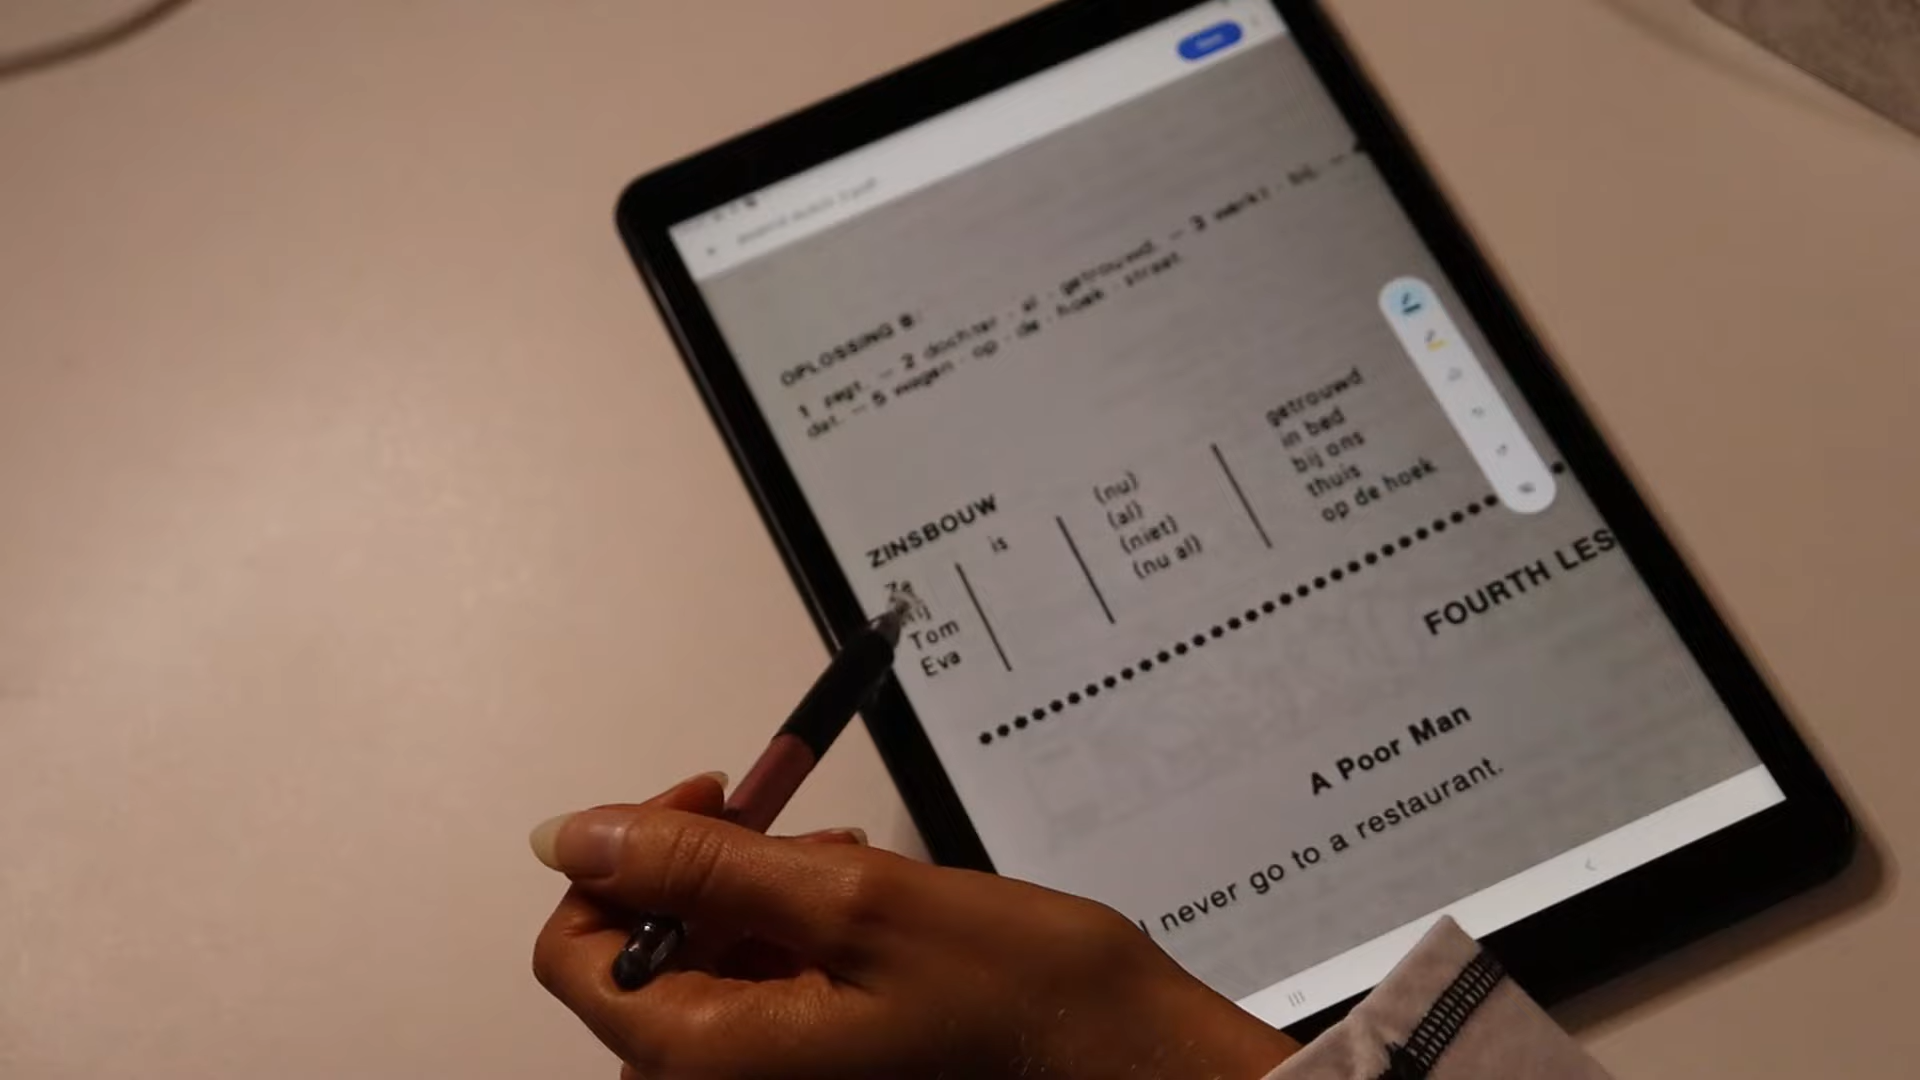 OPLOSSING B:
1 zegt. — 2 dochter - al - getrouwd. — 3 werkt - bij. —
dat. — 5 wagen - op - de - hoek - straat.
ZINSBOUW
Ze
Hij
Tom
Eva
is
(nu)
(al)
(niet)
(nu al)
getrouwd
in bed
bij ons
thuis
op de hoek
FOURTH LES
A Poor Man
I never go to a restaurant.